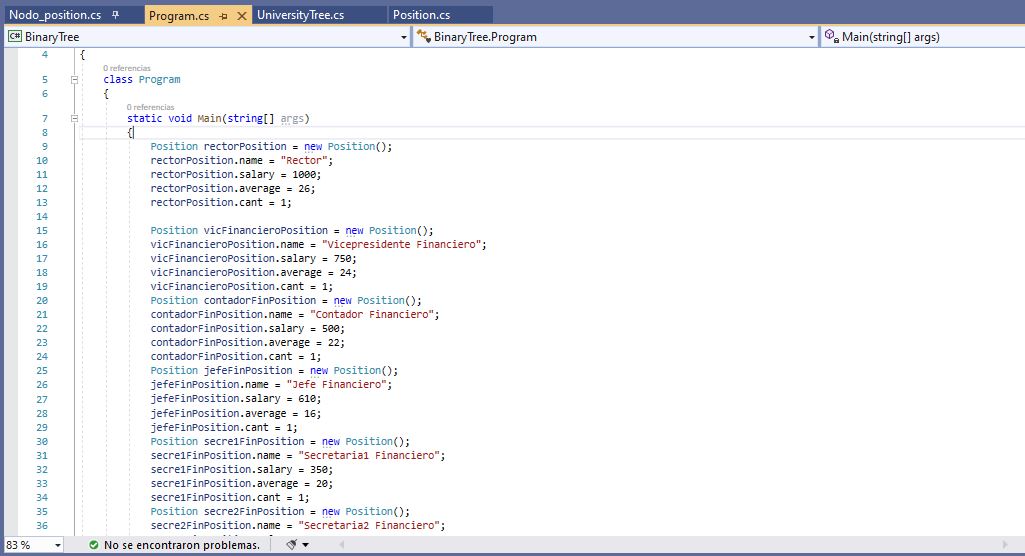 Nodo_position.cs Program.cs UniversityTree.cs Position.cs
C# BinaryTree BinaryTree.Program Main(string[] args)
4 {
0 referencias
5 class Program
6 {
0 referencias
7 static void Main(string[] args)
8 {
9 Position rectorPosition = new Position();
10 rectorPosition.name = "Rector";
11 rectorPosition.salary = 1000;
12 rectorPosition.average = 26;
13 rectorPosition.cant = 1;
14
15 Position vicFinancieroPosition = new Position();
16 vicFinancieroPosition.name = "Vicepresidente Financiero";
17 vicFinancieroPosition.salary = 750;
18 vicFinancieroPosition.average = 24;
19 vicFinancieroPosition.cant = 1;
20 Position contadorFinPosition = new Position();
21 contadorFinPosition.name = "Contador Financiero";
22 contadorFinPosition.salary = 500;
23 contadorFinPosition.average = 22;
24 contadorFinPosition.cant = 1;
25 Position jefeFinPosition = new Position();
26 jefeFinPosition.name = "Jefe Financiero";
27 jefeFinPosition.salary = 610;
28 jefeFinPosition.average = 16;
29 jefeFinPosition.cant = 1;
30 Position secre1FinPosition = new Position();
31 secre1FinPosition.name = "Secretaria1 Financiero";
32 secre1FinPosition.salary = 350;
33 secre1FinPosition.average = 20;
34 secre1FinPosition.cant = 1;
35 Position secre2FinPosition = new Position();
36 secre2FinPosition.name = "Secretaria2 Financiero";
83 % No se encontraron problemas.